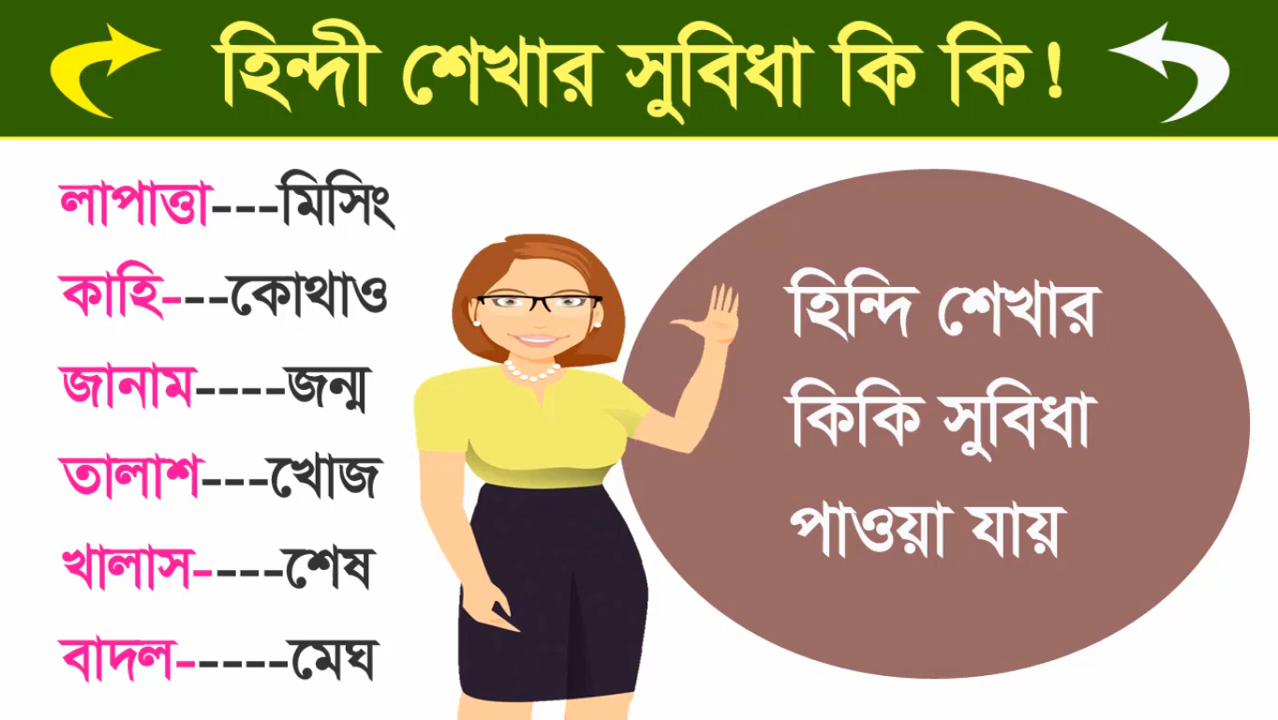 হিন্দী শেখার সুবিধা কি কি!
লাপাত্তা---মিসিং
কাহি---কোথাও
জানাম----জন্ম
তালাশ---খোজ
খালাস----শেষ
বাদল-----মেঘ
হিন্দি শেখার
কিকি সুবিধা
পাওয়া যায়